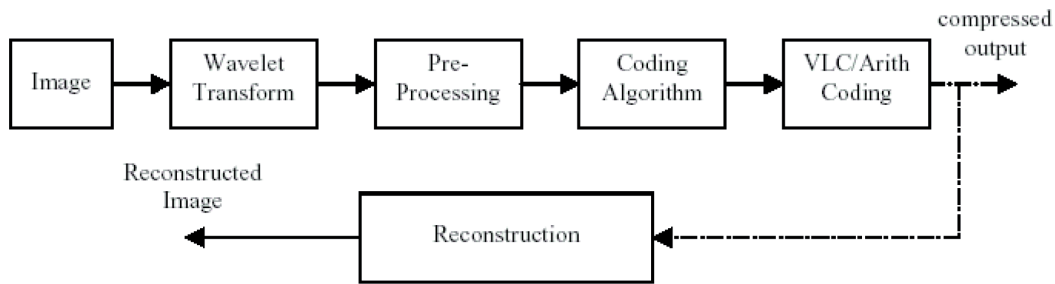 compressed
output
Image
Wavelet
Transform
Pre-
Processing
Coding
Algorithm
VLC/Arith
Coding
Reconstructed
Image
Reconstruction